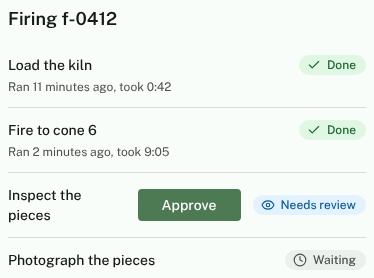 Firing f-0412
Load the kiln
Done
Ran 11 minutes ago, took 0:42
Fire to cone 6
Done
Ran 2 minutes ago, took 9:05
Inspect the
pieces
Approve
Needs review
Photograph the pieces
Waiting